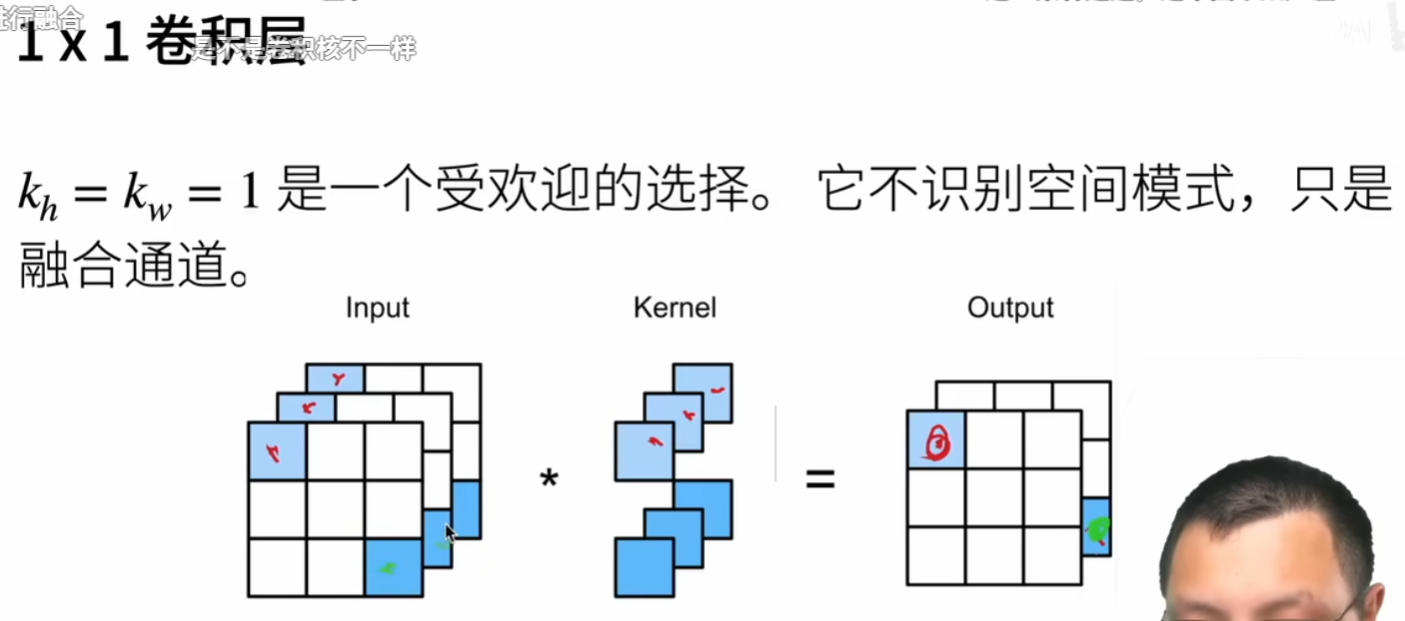 进行融合
1 x 1 卷积层
是不是卷积核不一样
k_h = k_w = 1 是一个受欢迎的选择。 它不识别空间模式，只是
融合通道。
Input Kernel Output
* =